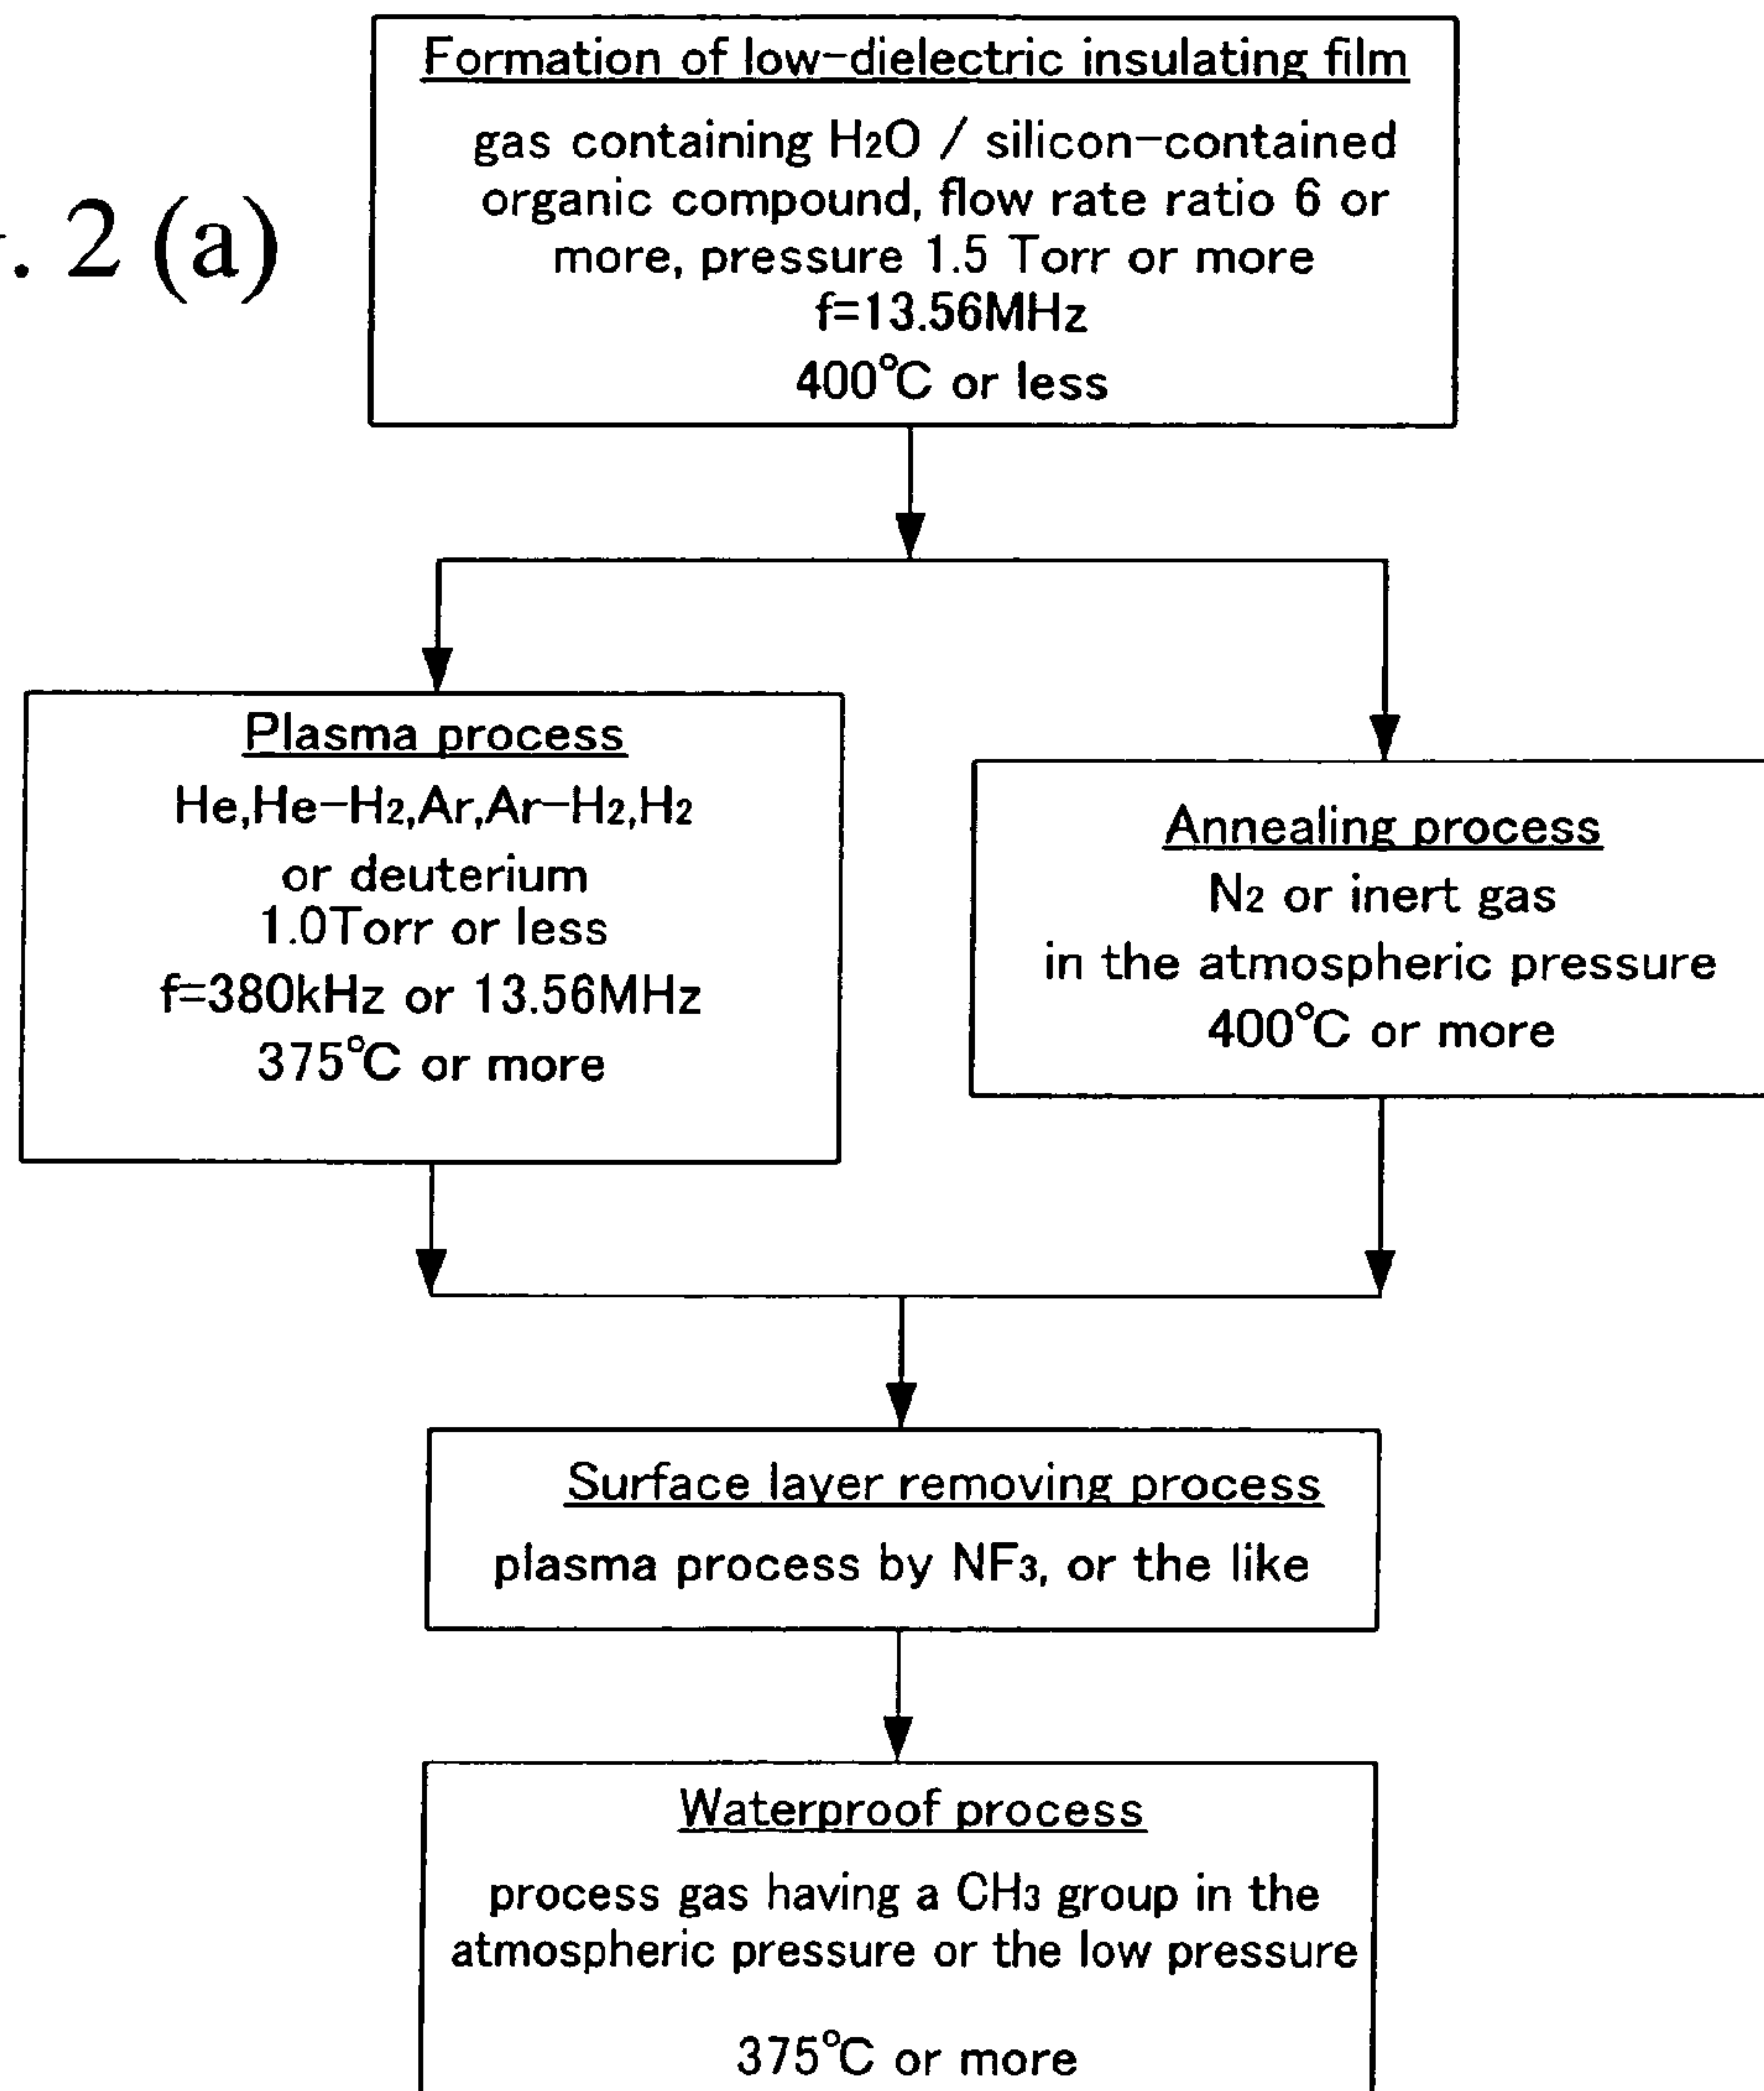 . 2 (a)
Formation of low-dielectric insulating film
gas containing H2O / silicon-contained
organic compound, flow rate ratio 6 or
more, pressure 1.5 Torr or more
f=13.56MHz
400°C or less
Plasma process
He,He-H2,Ar,Ar-H2,H2
or deuterium
1.0Torr or less
f=380kHz or 13.56MHz
375°C or more
Annealing process
N2 or inert gas
in the atmospheric pressure
400°C or more
Surface layer removing process
plasma process by NF3, or the like
Waterproof process
process gas having a CH3 group in the
atmospheric pressure or the low pressure
375°C or more